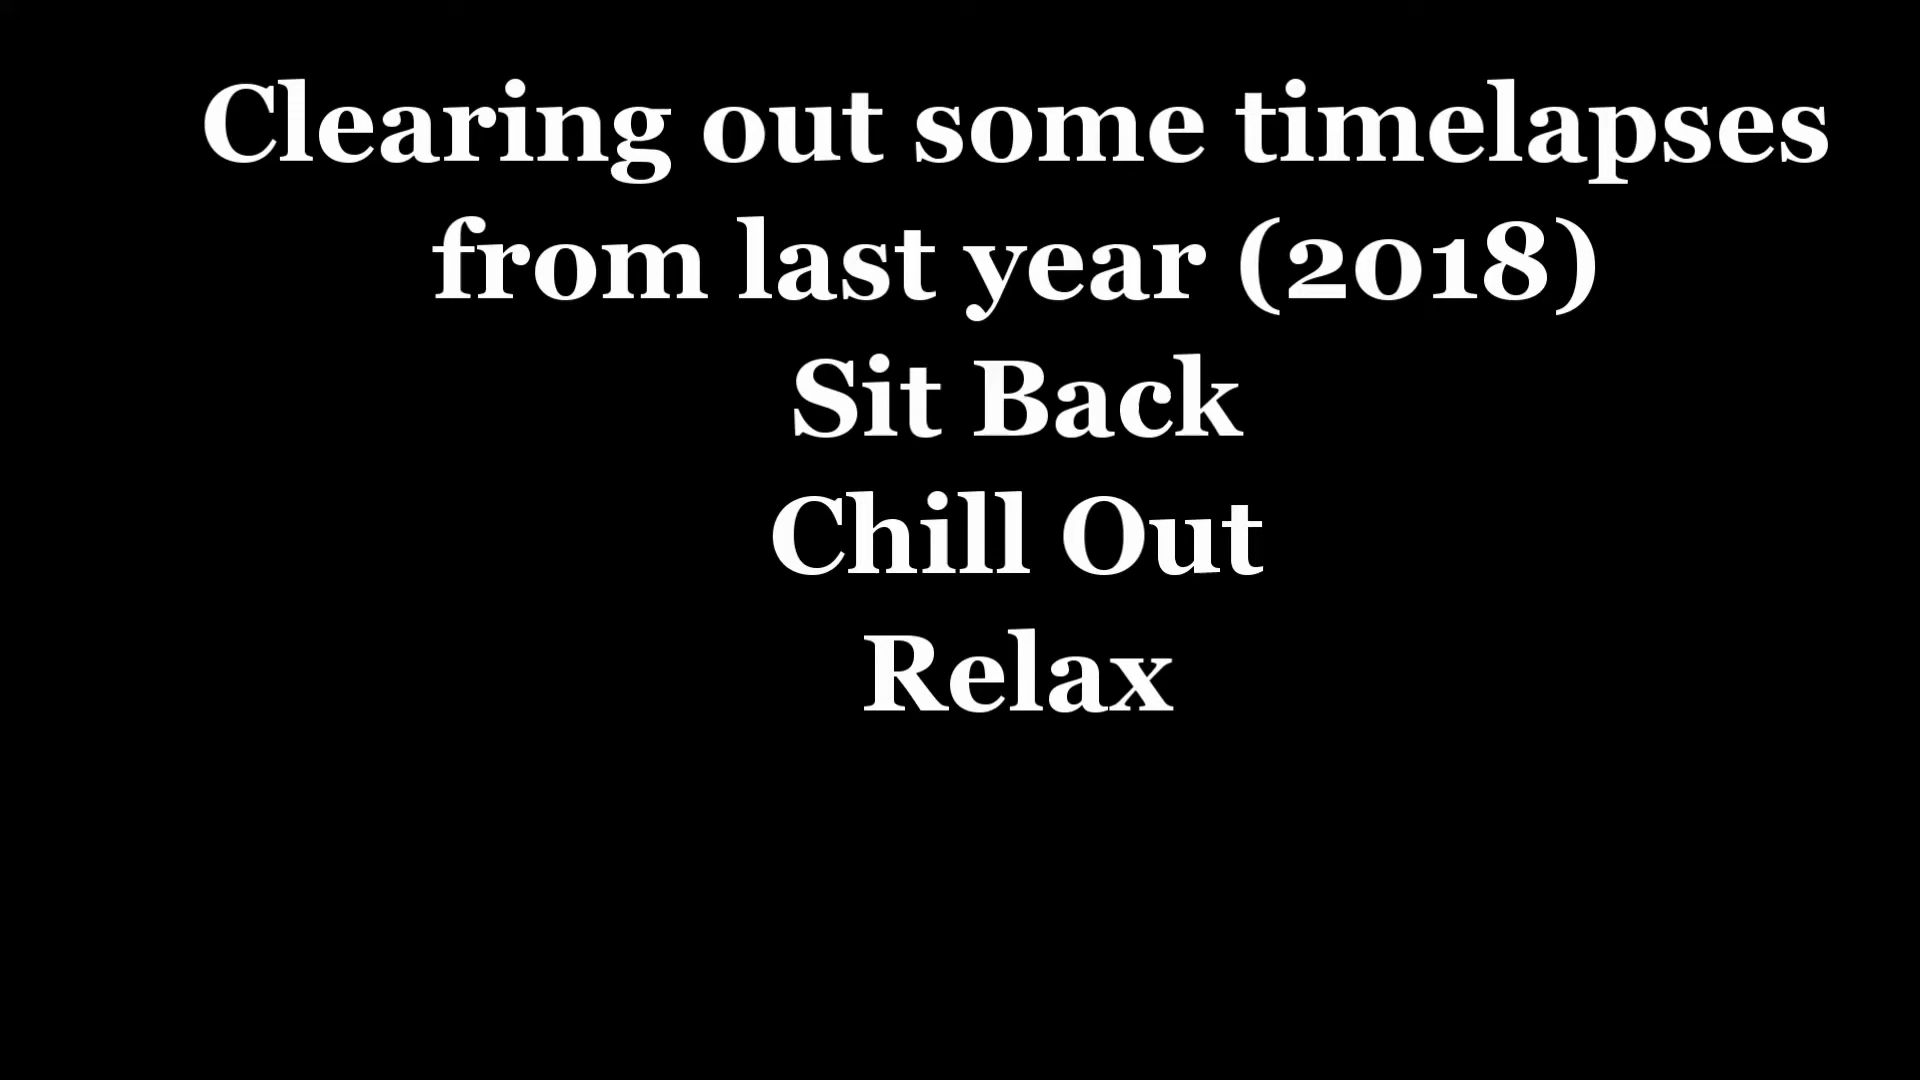 Clearing out some timelapses
from last year (2018)
Sit Back
Chill Out
Relax